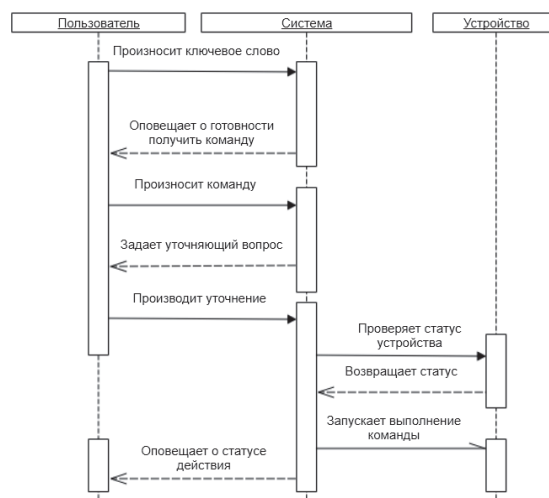 Пользователь
Система
Устройство
Произносит ключевое слово
Оповещает о готовности
получить команду
Произносит команду
Задает уточняющий вопрос
Производит уточнение
Проверяет статус
устройства
Возвращает статус
Запускает выполнение
команды
Оповещает о статусе
действия